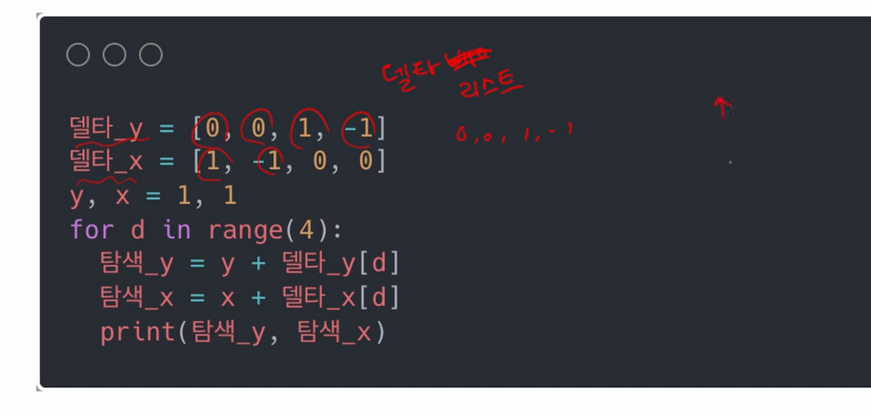 델타
리스트
델타_y = [0, 0, 1, -1]
0, 0, 1, -1
델타_x = [1, -1, 0, 0]
y, x = 1, 1
for d in range(4):
탐색_y = y + 델타_y[d]
탐색_x = x + 델타_x[d]
print(탐색_y, 탐색_x)